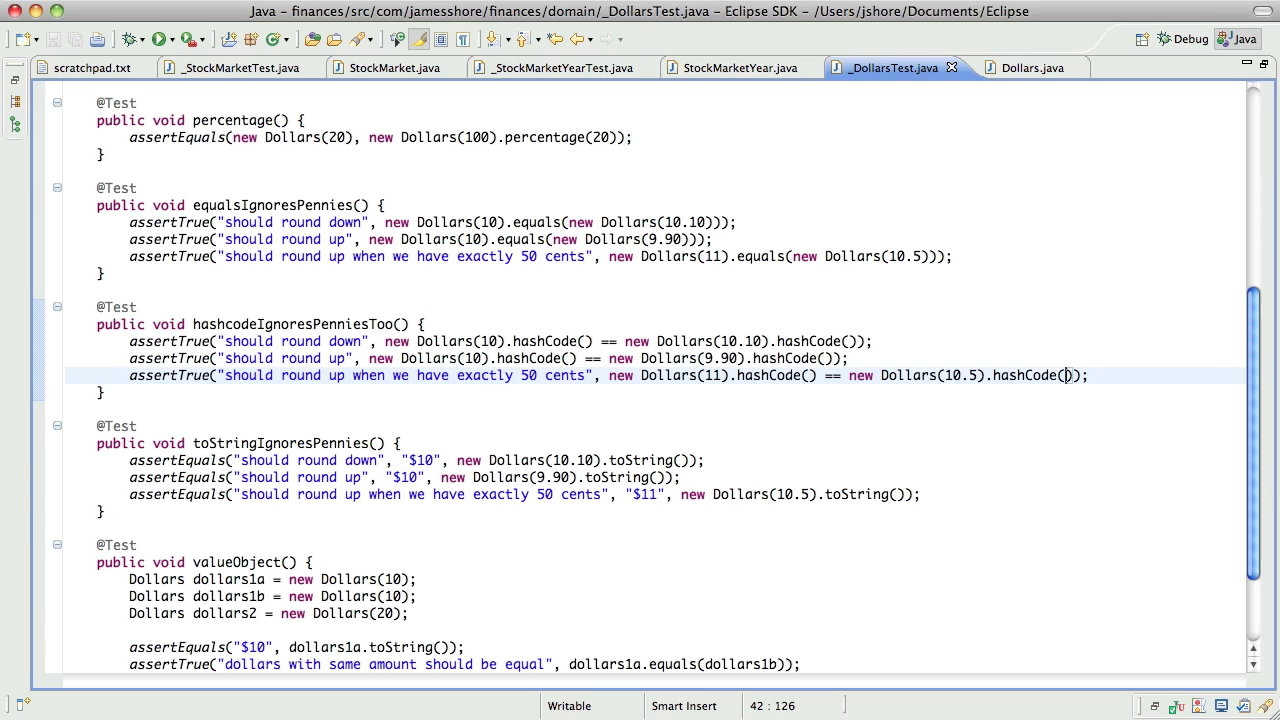 Java - finances/src/com/jamesshore/finances/domain/_DollarsTest.java - Eclipse SDK - /Users/jshore/Documents/Eclipse
Debug Java
scratchpad.txt _StockMarketTest.java StockMarket.java _StockMarketYearTest.java StockMarketYear.java _DollarsTest.java Dollars.java
@Test
public void percentage() {
assertEquals(new Dollars(20), new Dollars(100).percentage(20));
}
@Test
public void equalsIgnoresPennies() {
assertTrue("should round down", new Dollars(10).equals(new Dollars(10.10)));
assertTrue("should round up", new Dollars(10).equals(new Dollars(9.90)));
assertTrue("should round up when we have exactly 50 cents", new Dollars(11).equals(new Dollars(10.5)));
}
@Test
public void hashcodeIgnoresPenniesToo() {
assertTrue("should round down", new Dollars(10).hashCode() == new Dollars(10.10).hashCode());
assertTrue("should round up", new Dollars(10).hashCode() == new Dollars(9.90).hashCode());
assertTrue("should round up when we have exactly 50 cents", new Dollars(11).hashCode() == new Dollars(10.5).hashCode());
}
@Test
public void toStringIgnoresPennies() {
assertEquals("should round down", "$10", new Dollars(10.10).toString());
assertEquals("should round up", "$10", new Dollars(9.90).toString());
assertEquals("should round up when we have exactly 50 cents", "$11", new Dollars(10.5).toString());
}
@Test
public void valueObject() {
Dollars dollars1a = new Dollars(10);
Dollars dollars1b = new Dollars(10);
Dollars dollars2 = new Dollars(20);
assertEquals("$10", dollars1a.toString());
assertTrue("dollars with same amount should be equal", dollars1a.equals(dollars1b));
Writable Smart Insert 42 : 126